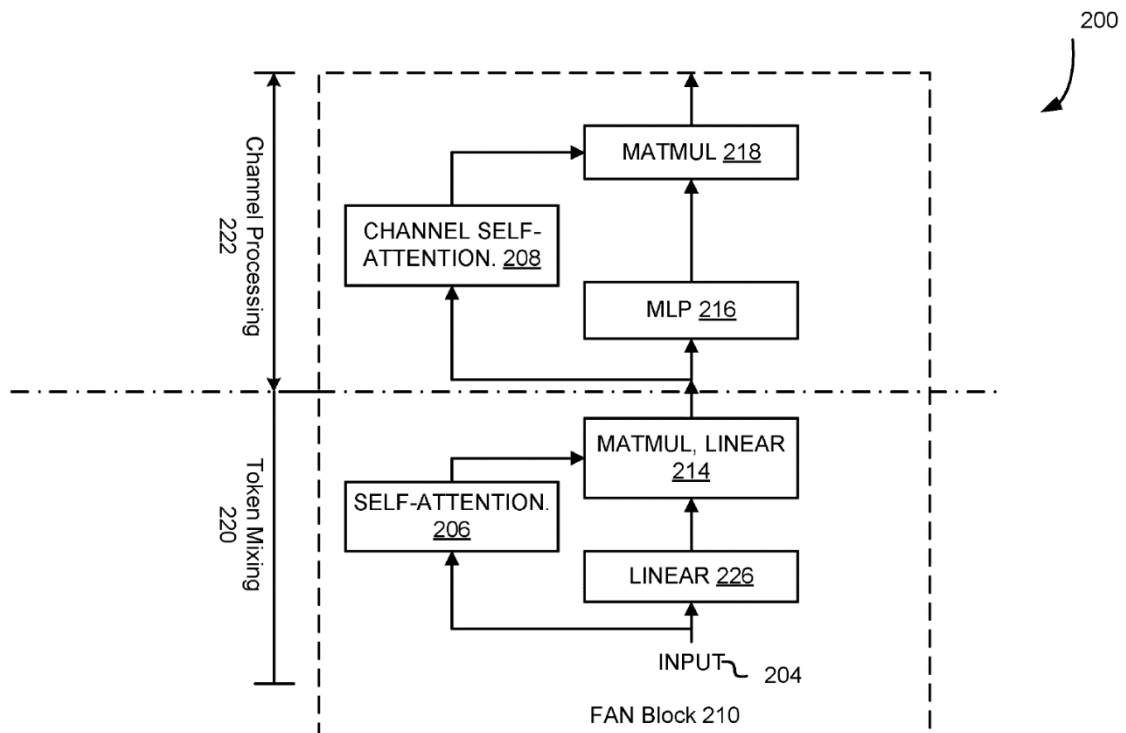 200
MATMUL 218
CHANNEL SELF-
ATTENTION. 208
MLP 216
Channel Processing
222
MATMUL, LINEAR
214
SELF-ATTENTION.
206
LINEAR 226
Token Mixing
220
INPUT 204
FAN Block 210